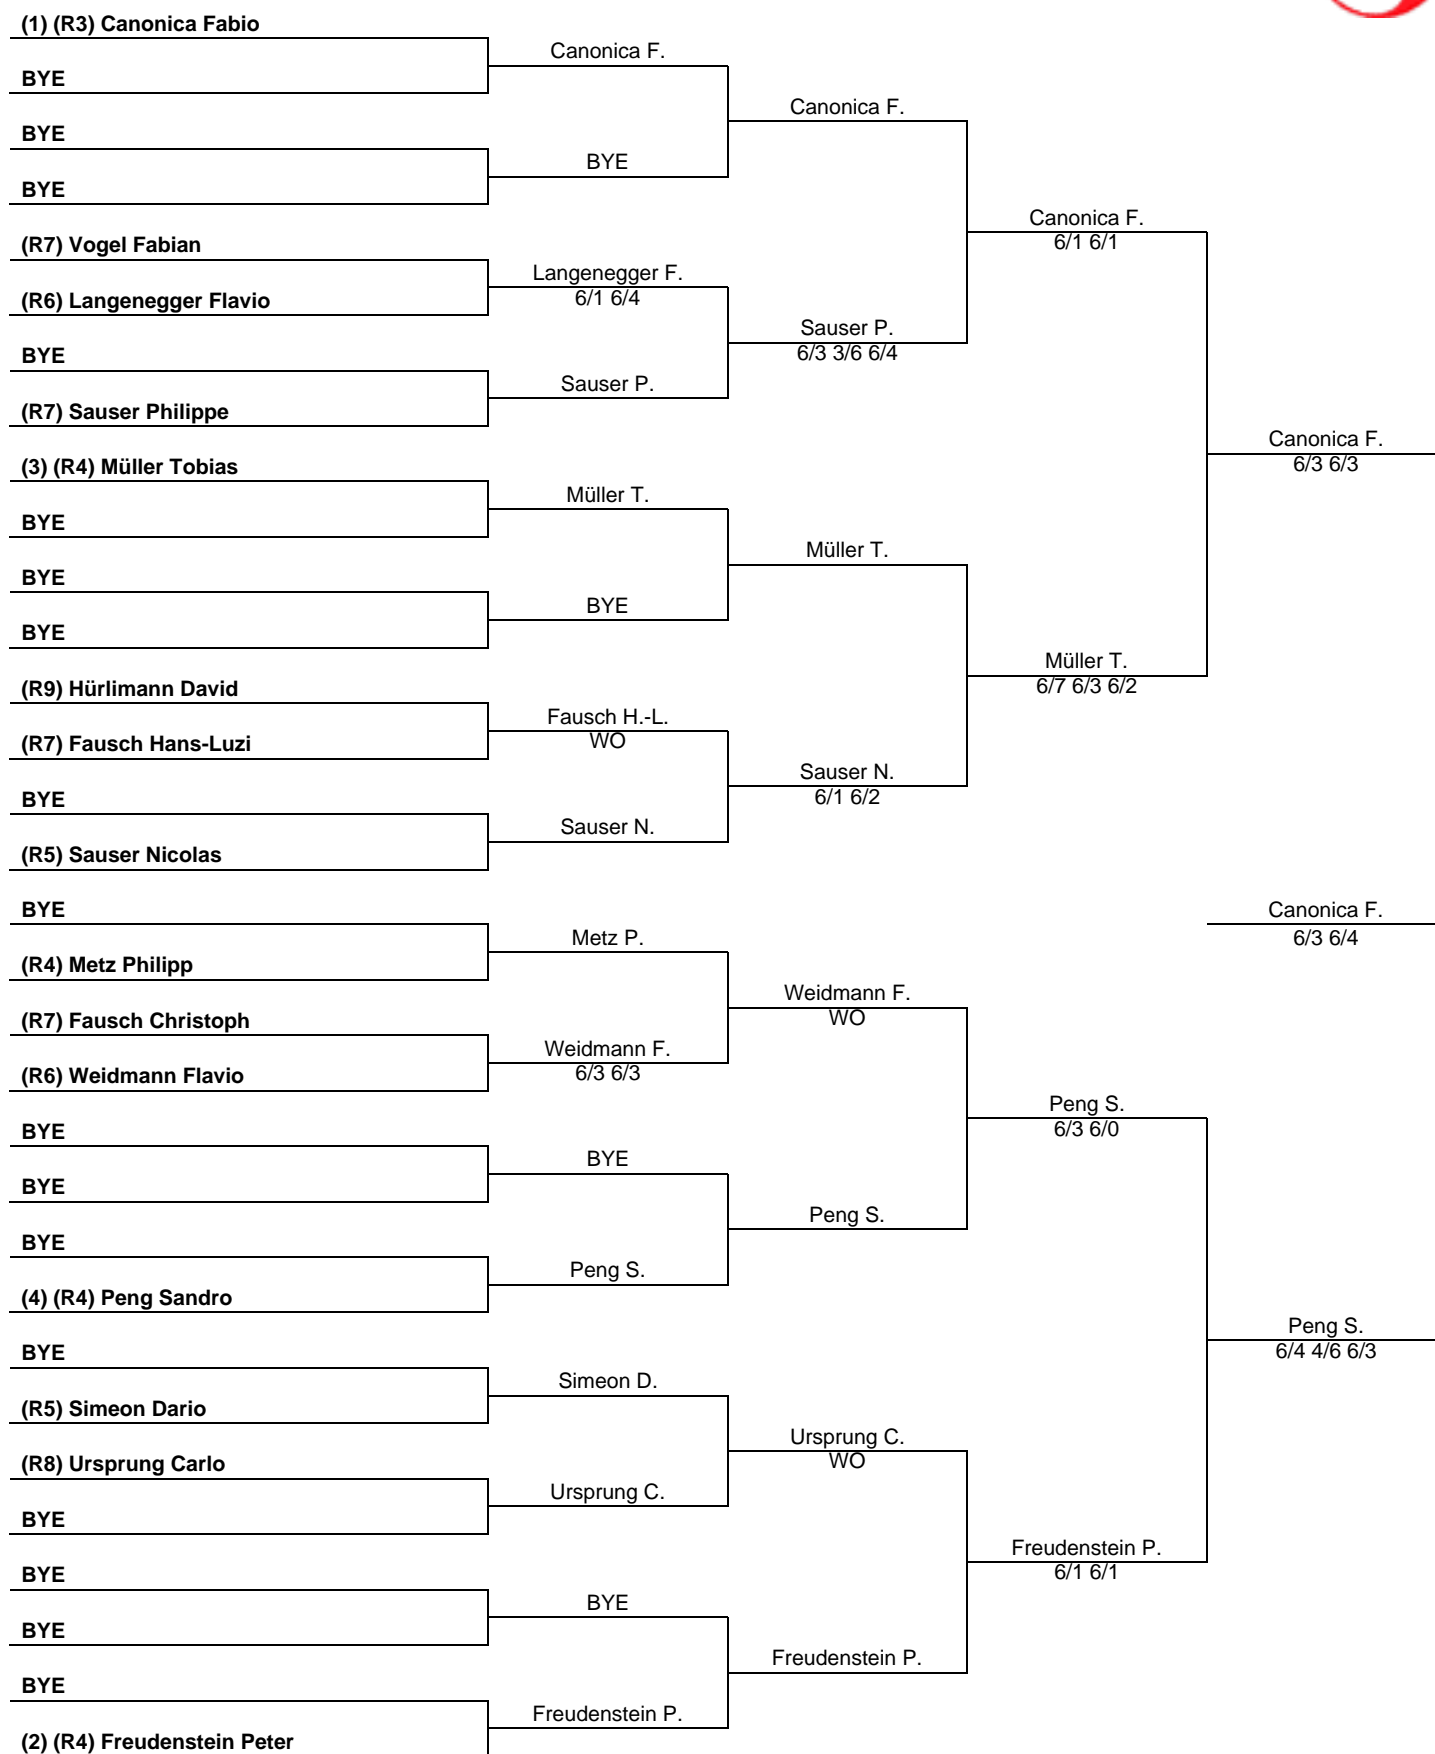 (1) (R3) Canonica Fabio
BYE
BYE
BYE
(R7) Vogel Fabian
(R6) Langenegger Flavio
BYE
(R7) Sauser Philippe
(3) (R4) Müller Tobias
BYE
BYE
BYE
(R9) Hürlimann David
(R7) Fausch Hans-Luzi
BYE
(R5) Sauser Nicolas
BYE
(R4) Metz Philipp
(R7) Fausch Christoph
(R6) Weidmann Flavio
BYE
BYE
BYE
(4) (R4) Peng Sandro
BYE
(R5) Simeon Dario
(R8) Ursprung Carlo
BYE
BYE
BYE
BYE
(2) (R4) Freudenstein Peter
Canonica F.
BYE
Langenegger F.
6/1 6/4
Sauser P.
Müller T.
BYE
Fausch H.-L.
WO
Sauser N.
Metz P.
Weidmann F.
6/3 6/3
BYE
Peng S.
Simeon D.
Ursprung C.
BYE
Freudenstein P.
Canonica F.
Sauser P.
6/3 3/6 6/4
Müller T.
Sauser N.
6/1 6/2
Weidmann F.
WO
Peng S.
Ursprung C.
WO
Freudenstein P.
Canonica F.
6/1 6/1
Müller T.
6/7 6/3 6/2
Peng S.
6/3 6/0
Freudenstein P.
6/1 6/1
Canonica F.
6/3 6/3
Canonica F.
6/3 6/4
Peng S.
6/4 4/6 6/3